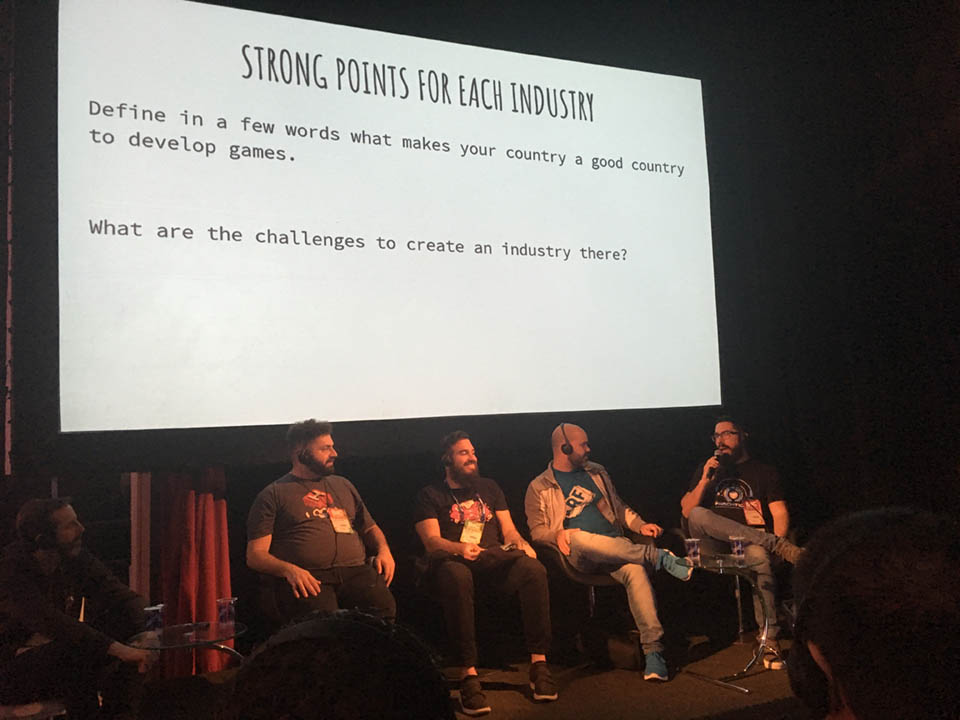 STRONG POINTS FOR EACH INDUSTRY
Define in a few words what makes your country a good country
to develop games.
What are the challenges to create an industry there?